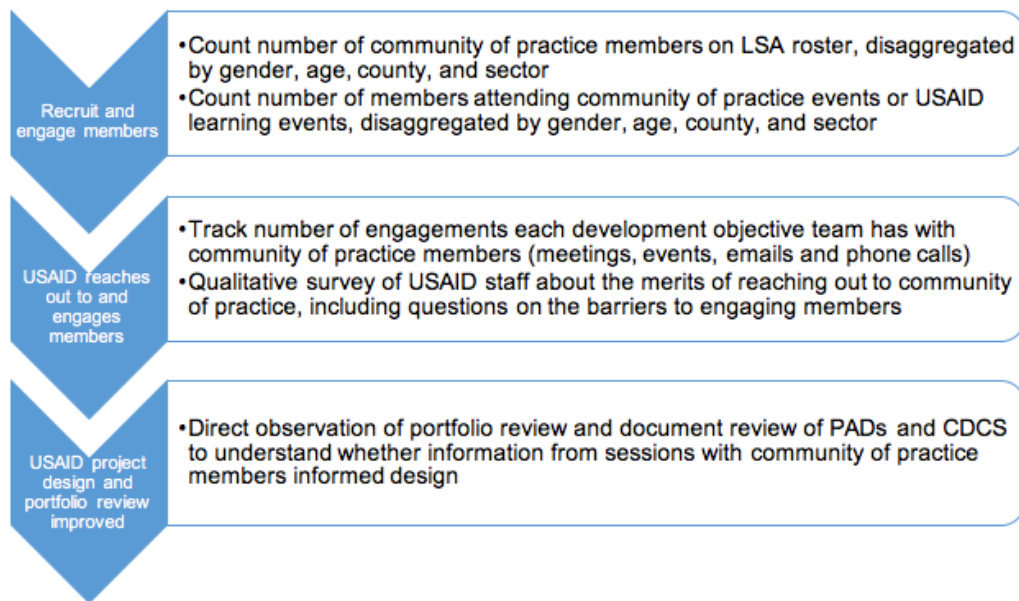 Recruit and
engage members
•Count number of community of practice members on LSA roster, disaggregated
by gender, age, county, and sector
•Count number of members attending community of practice events or USAID
learning events, disaggregated by gender, age, county, and sector
USAID reaches
out to and
engages
members
•Track number of engagements each development objective team has with
community of practice members (meetings, events, emails and phone calls)
•Qualitative survey of USAID staff about the merits of reaching out to community
of practice, including questions on the barriers to engaging members
USAID project
design and
portfolio review
improved
•Direct observation of portfolio review and document review of PADs and CDCS
to understand whether information from sessions with community of practice
members informed design